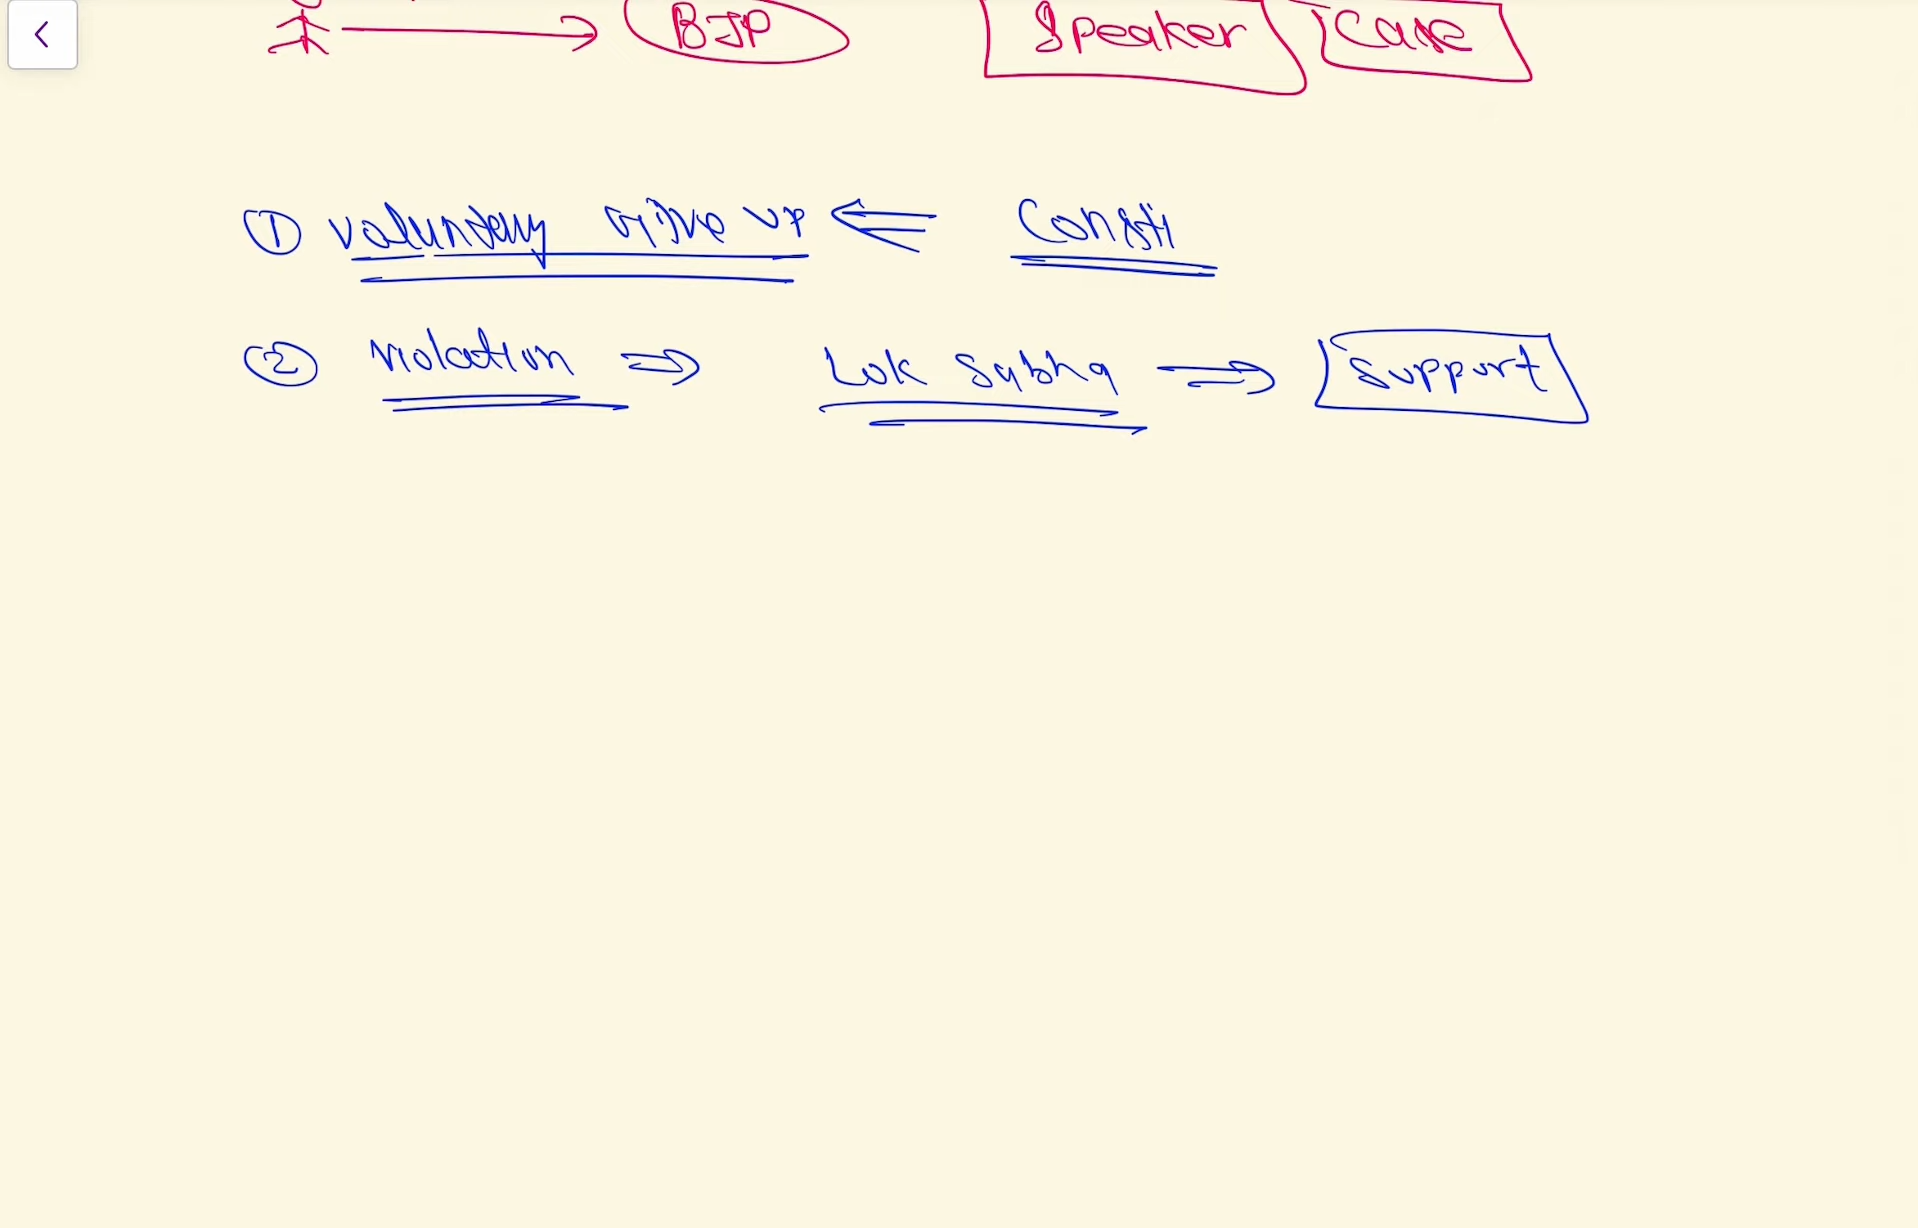 BJP Speaker Case
① voluntary give up ⇐ Consti
② violation ⇒ Lok Sabha ⇒ Support